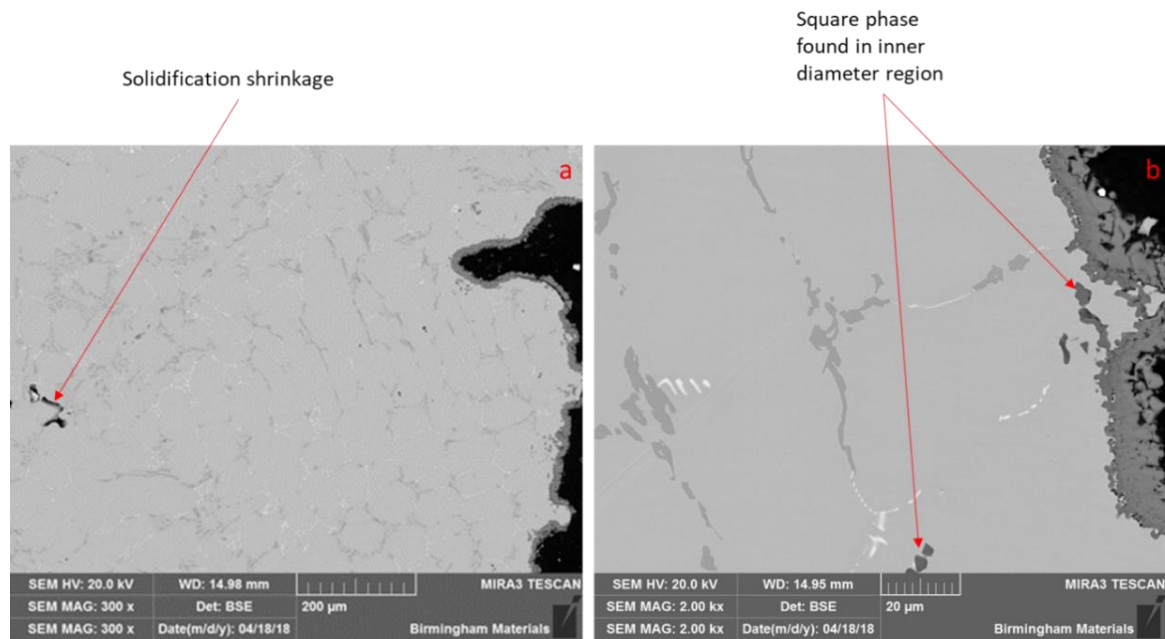 Square phase
found in inner
diameter region
Solidification shrinkage
a
b
SEM HV: 20.0 kV WD: 14.98 mm MIRA3 TESCAN
SEM MAG: 300 x Det: BSE 200 µm
SEM MAG: 300 x Date(m/d/y): 04/18/18 Birmingham Materials
SEM HV: 20.0 kV WD: 14.95 mm MIRA3 TESCAN
SEM MAG: 2.00 kx Det: BSE 20 µm
SEM MAG: 2.00 kx Date(m/d/y): 04/18/18 Birmingham Materials